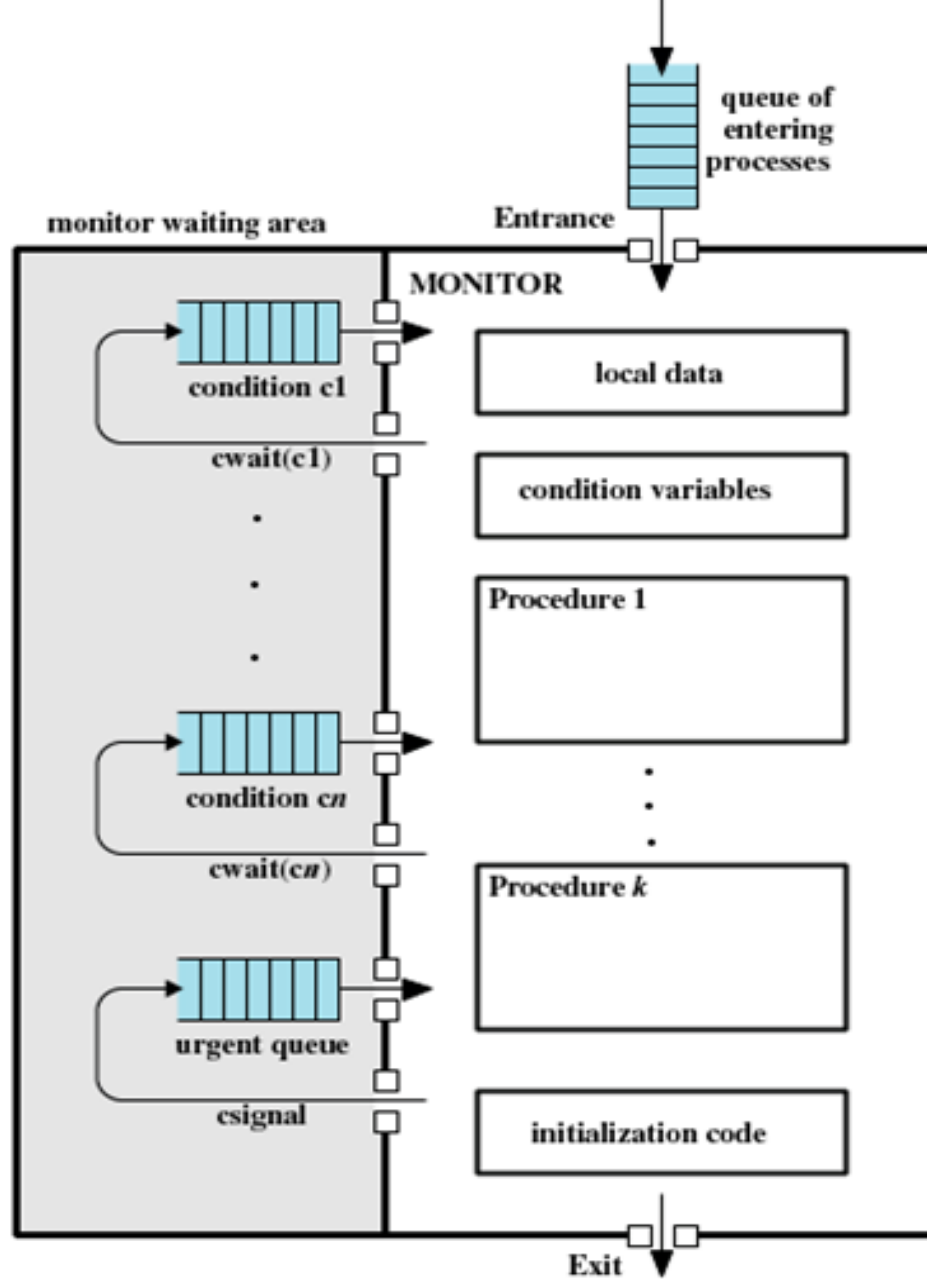 queue of
entering
processes
Entrance
monitor waiting area
MONITOR
condition c1
cwait(c1)
local data
condition variables
Procedure 1
condition cn
cwait(cn)
Procedure k
urgent queue
csignal
initialization code
Exit